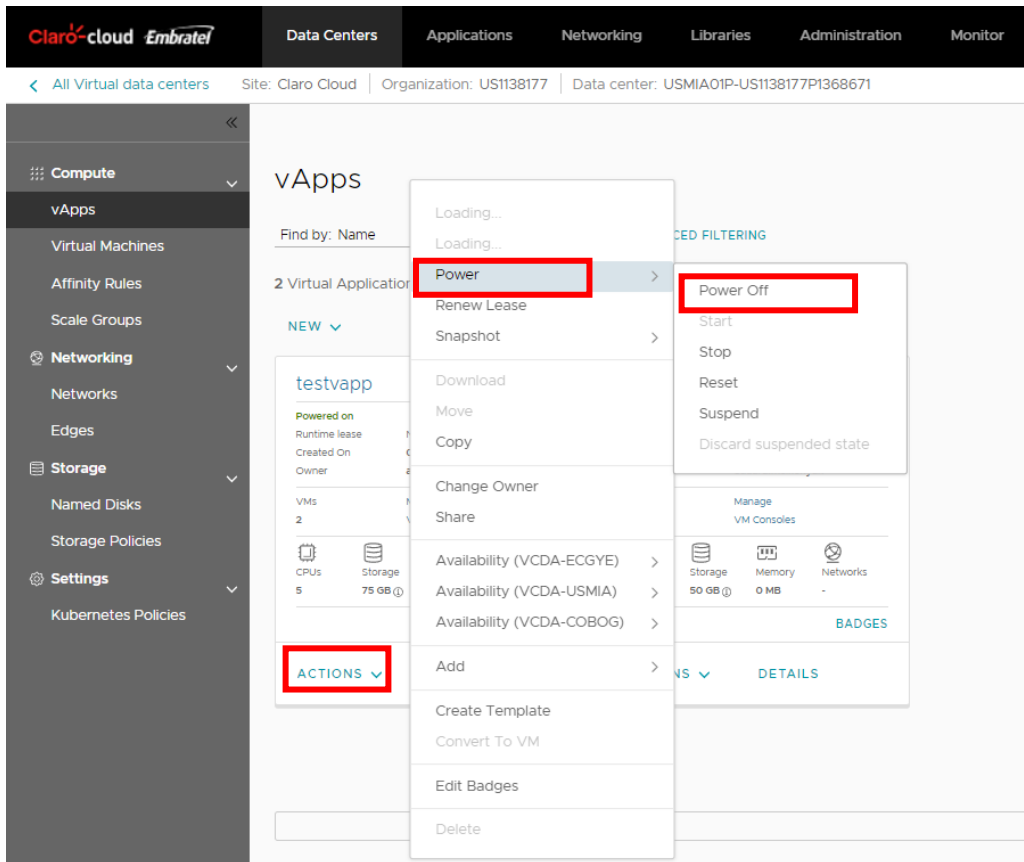 Claro-cloud Embratel
Data Centers
Applications
Networking
Libraries
Administration
Monitor
All Virtual data centers
Site: Claro Cloud
Organization: US1138177
Data center: USMIA01P-US1138177P1368671
Compute
vApps
Virtual Machines
Affinity Rules
Scale Groups
Networking
Networks
Edges
Storage
Named Disks
Storage Policies
Settings
Kubernetes Policies
vApps
Find by: Name
CED FILTERING
2 Virtual Application
NEW
testvapp
Powered on
Runtime lease
Created On
Owner
VMs
2
CPUs
5
Storage
75 GB
ACTIONS
Loading...
Loading...
Power
Renew Lease
Snapshot
Download
Move
Copy
Change Owner
Share
Availability (VCDA-ECGYE)
Availability (VCDA-USMIA)
Availability (VCDA-COBOG)
Add
Create Template
Convert To VM
Edit Badges
Delete
Power Off
Start
Stop
Reset
Suspend
Discard suspended state
Manage
VM Consoles
Storage
50 GB
Memory
0 MB
Networks
-
BADGES
NS
DETAILS